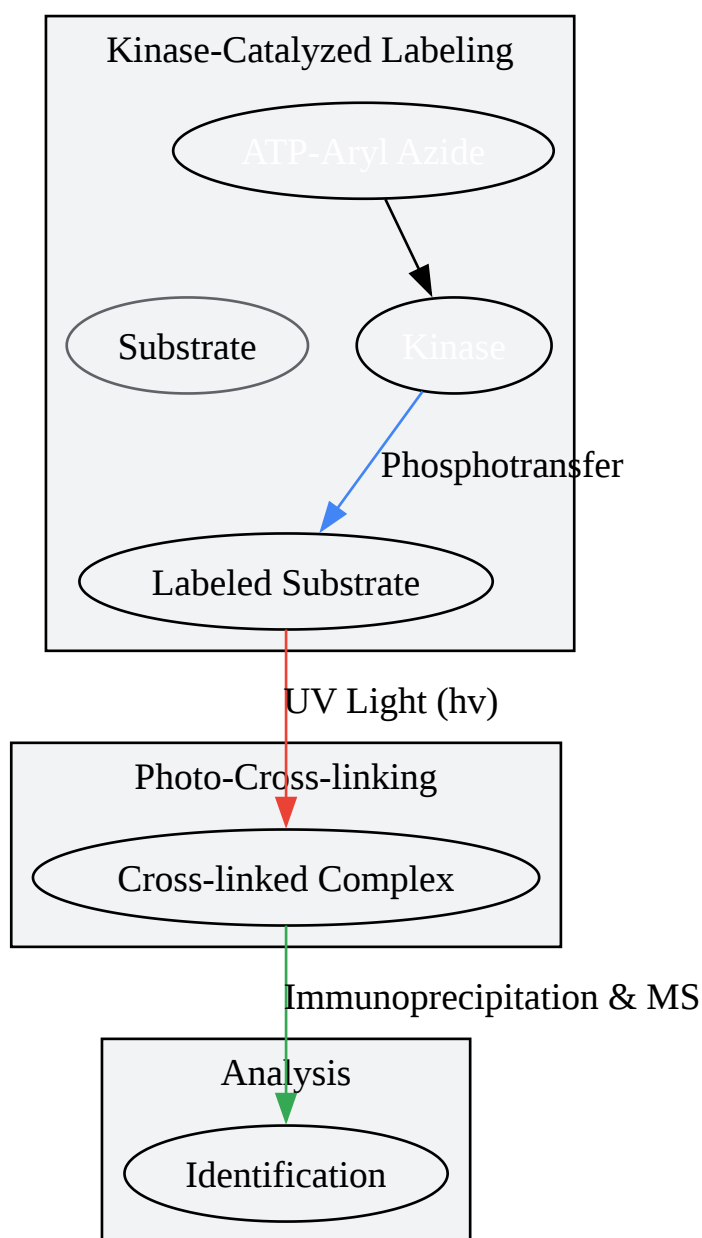 Kinase-Catalyzed Labeling
ATP-Aryl Azide
Substrate
Kinase
Phosphotransfer
Labeled Substrate
UV Light (hv)
Photo-Cross-linking
Cross-linked Complex
Immunoprecipitation & MS
Analysis
Identification